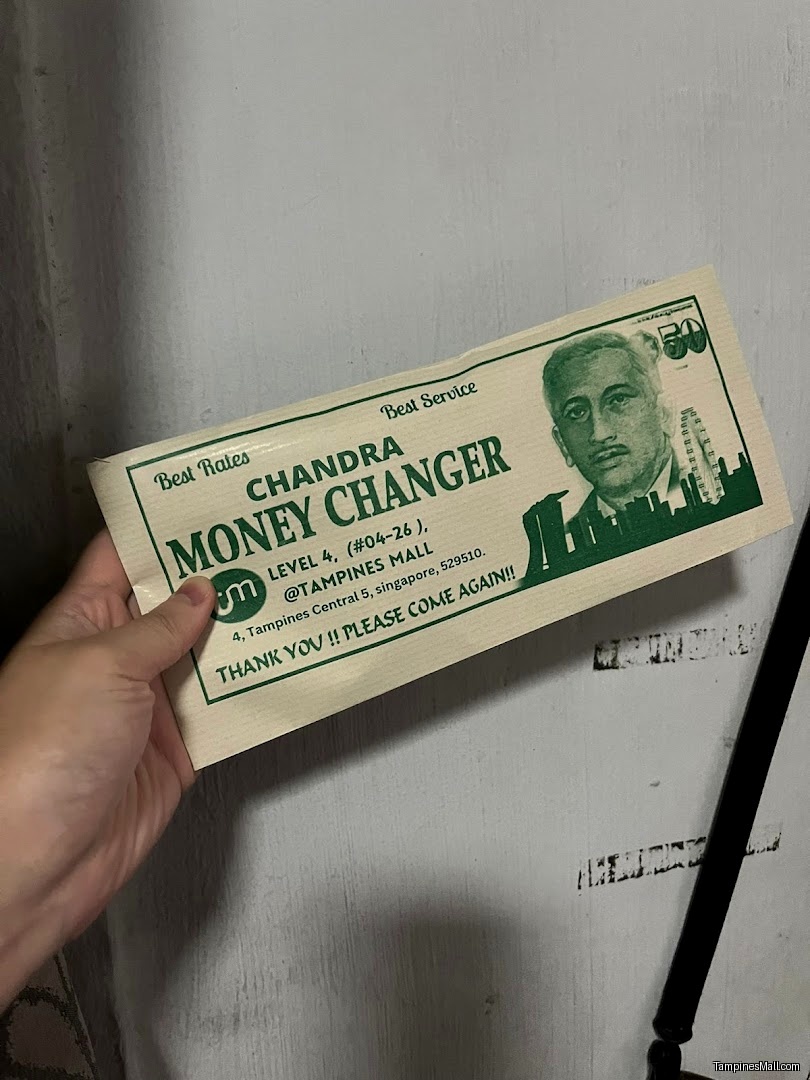 50
Best Service
Best Rates
CHANDRA
MONEY CHANGER
LEVEL 4, (#04-26 ),
@TAMPINES MALL
4, Tampines Central 5, singapore, 529510.
THANK YOU !! PLEASE COME AGAIN!!
TampinesMall.com